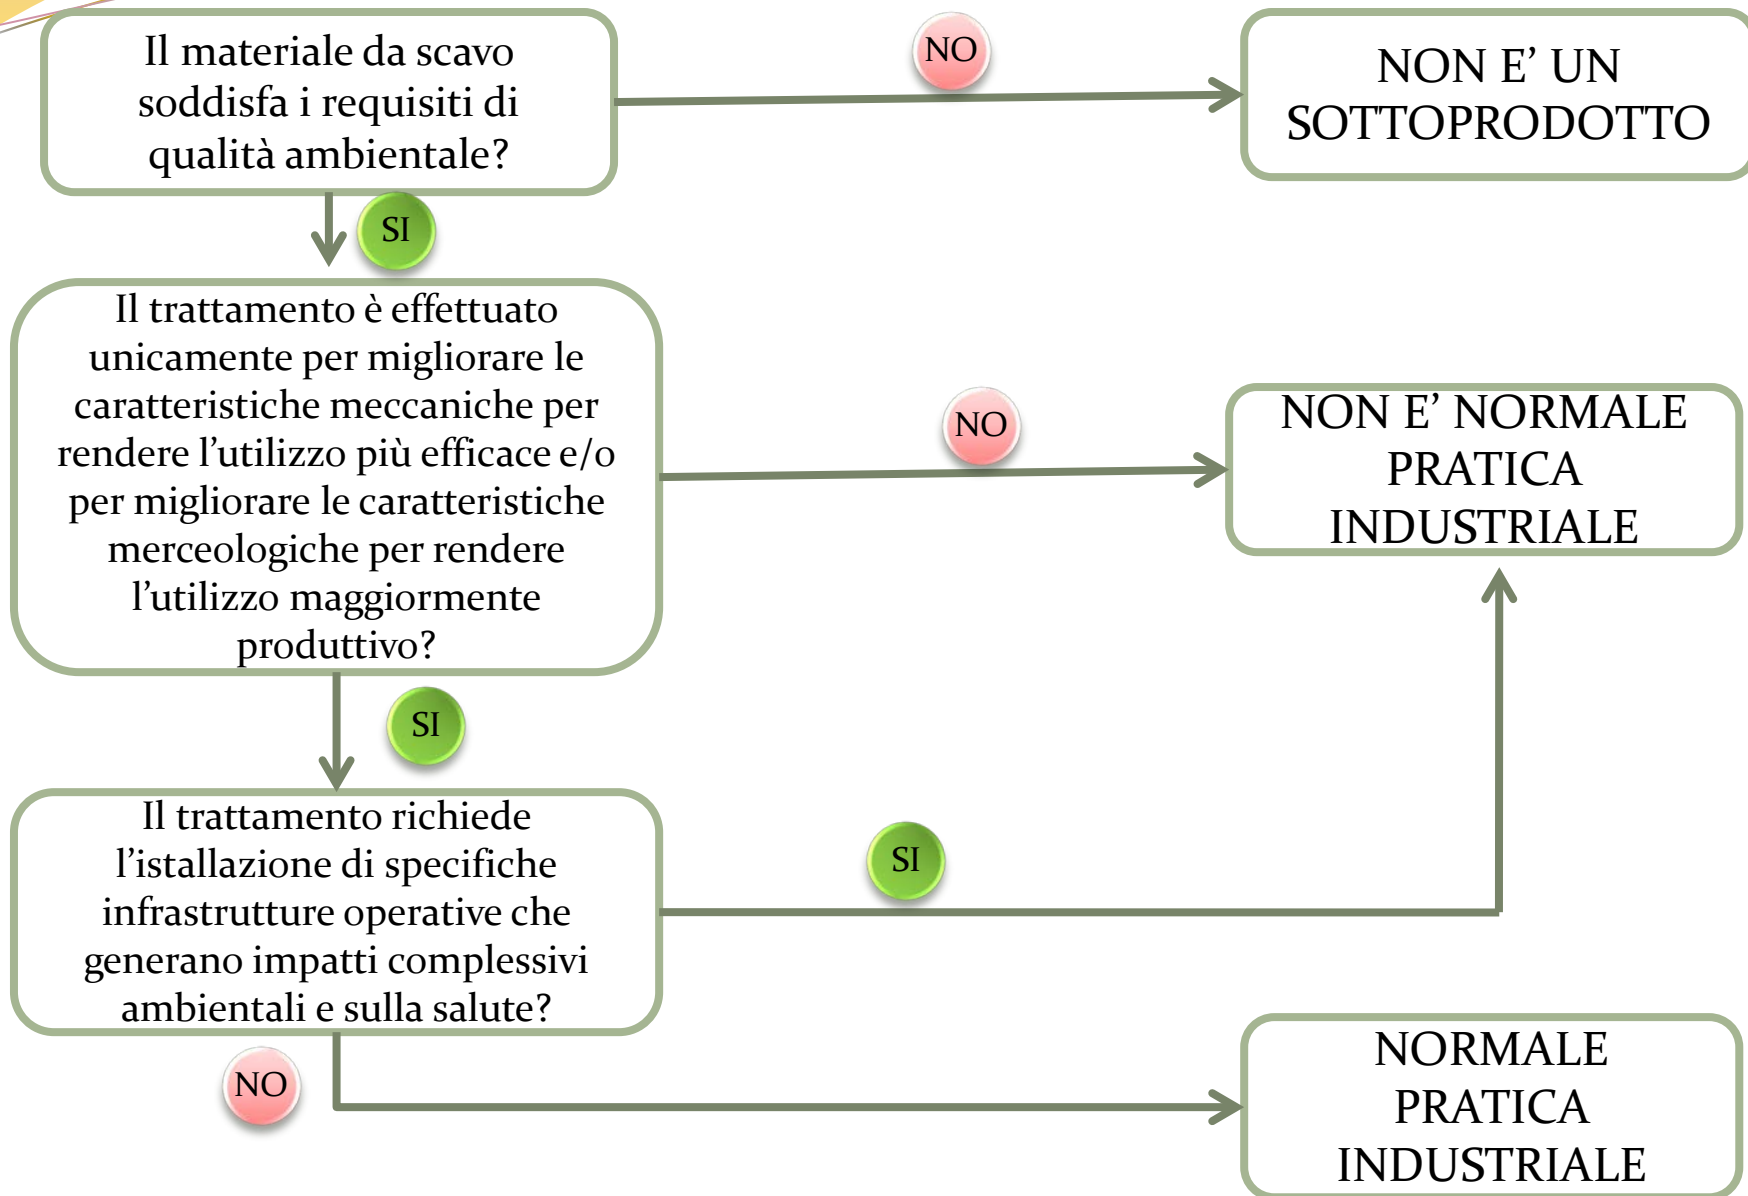 Il materiale da scavo
soddisfa i requisiti di
qualità ambientale?
NO
NON E’ UN
SOTTOPRODOTTO
SI
Il trattamento è effettuato
unicamente per migliorare le
caratteristiche meccaniche per
rendere l’utilizzo più efficace e/o
per migliorare le caratteristiche
merceologiche per rendere
l’utilizzo maggiormente
produttivo?
NO
NON E’ NORMALE
PRATICA
INDUSTRIALE
SI
Il trattamento richiede
l’istallazione di specifiche
infrastrutture operative che
generano impatti complessivi
ambientali e sulla salute?
SI
NO
NORMALE
PRATICA
INDUSTRIALE